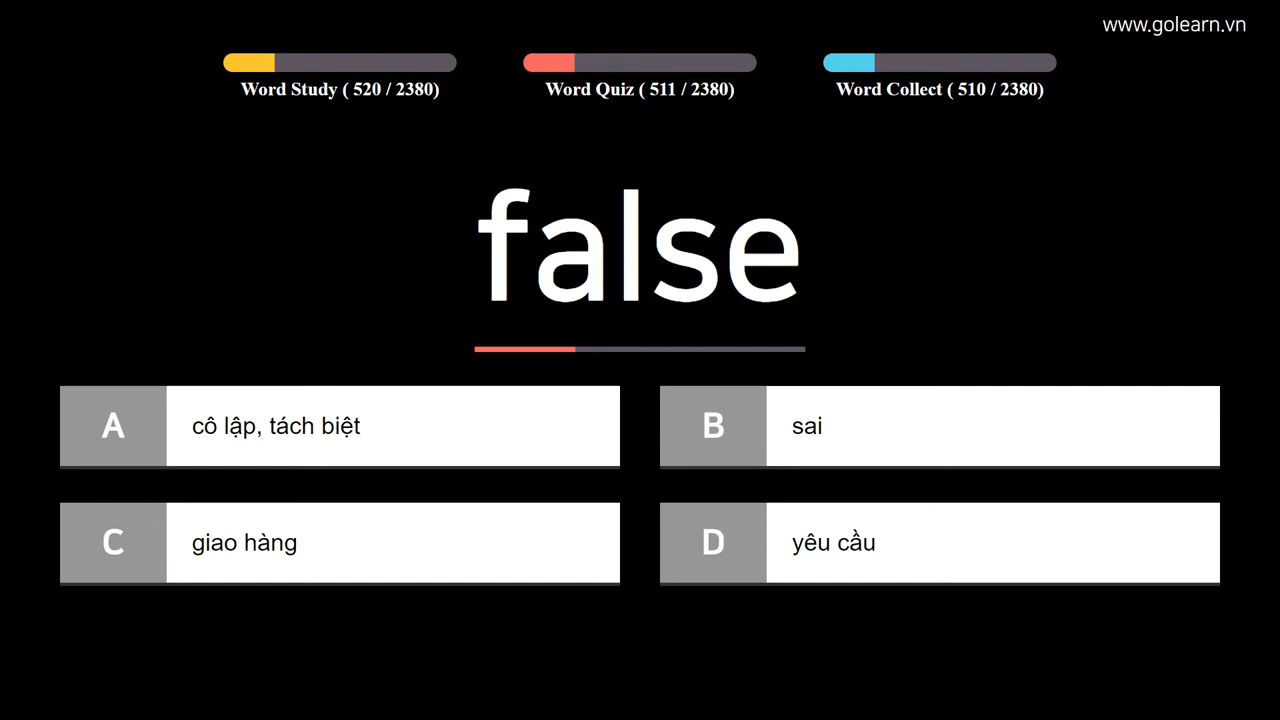 www.golearn.vn
Word Study ( 520 / 2380)
Word Quiz ( 511 / 2380)
Word Collect ( 510 / 2380)
false
A cô lập, tách biệt
B sai
C giao hàng
D yêu cầu